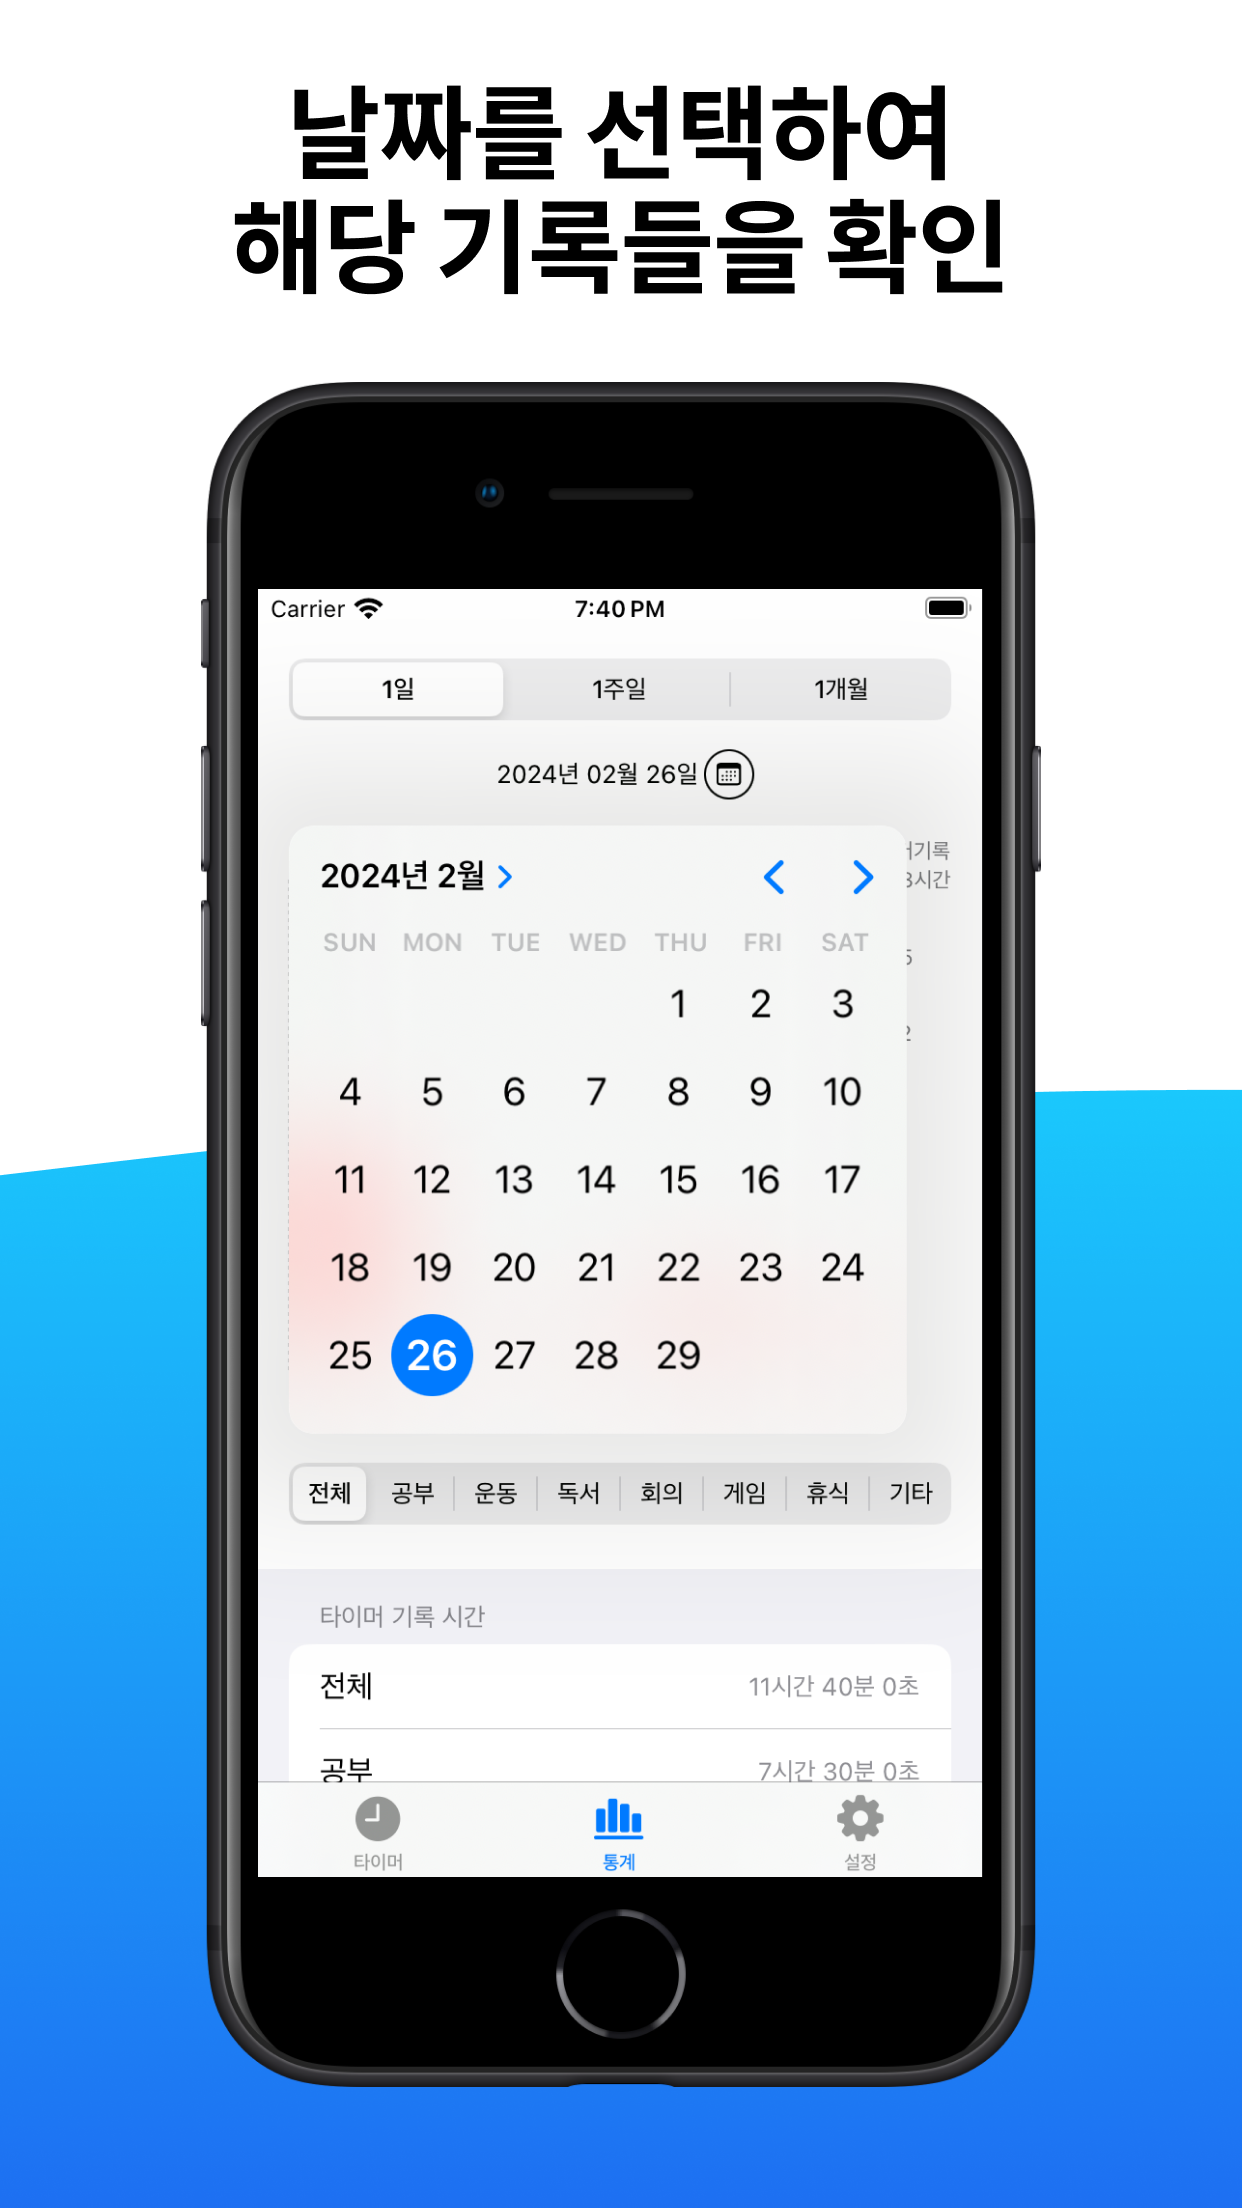 날짜를 선택하여
해당 기록들을 확인
Carrier 7:40 PM
1일 1주일 1개월
2024년 02월 26일
2024년 2월
SUN MON TUE WED THU FRI SAT
1 2 3
4 5 6 7 8 9 10
11 12 13 14 15 16 17
18 19 20 21 22 23 24
25 26 27 28 29
전체 공부 운동 독서 회의 게임 휴식 기타
타이머 기록 시간
전체 11시간 40분 0초
공부 7시간 30분 0초
타이머 통계 설정